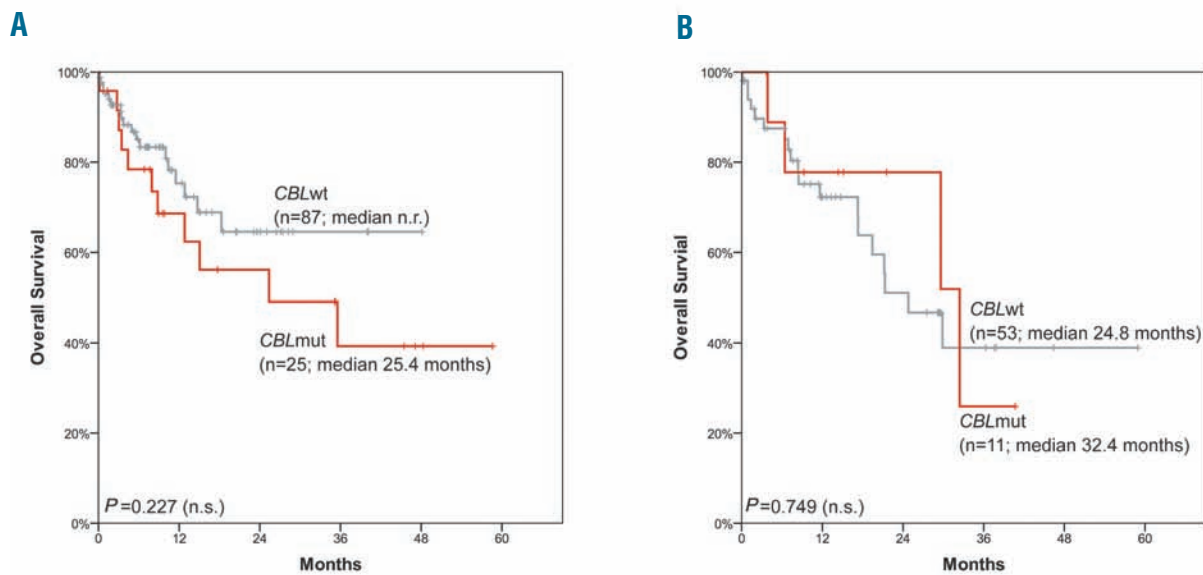 A
Overall Survival
100%
80%
60%
40%
20%
0%
CBLwt
(n=87; median n.r.)
CBLmut
(n=25; median 25.4 months)
P=0.227 (n.s.)
0 12 24 36 48 60
Months
B
Overall Survial
100%
80%
60%
40%
20%
0%
CBLwt
(n=53; median 24.8 months)
CBLmut
(n=11; median 32.4 months)
P=0.749 (n.s.)
0 12 24 36 48 60
Months